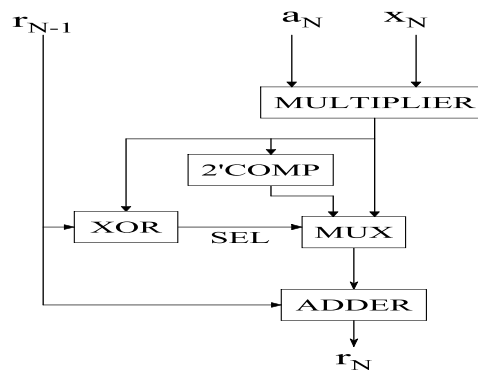 r_{N-1} a_N x_N
MULTIPLIER
2'COMP
XOR
SEL
MUX
ADDER
r_N